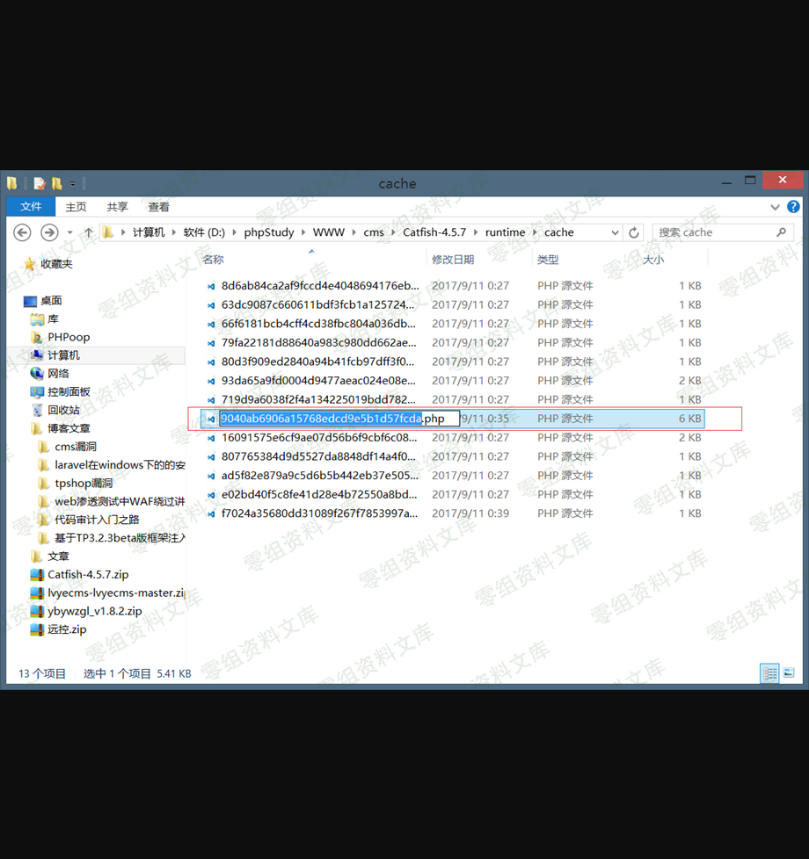 cache
文件 主页 共享 查看
计算机 软件 (D:) phpStudy WWW cms Catfish-4.5.7 runtime cache 搜索 cache
收藏夹
桌面
库
PHPoop
计算机
网络
控制面板
回收站
博客文章
cms漏洞
laravel在windows下的的安
tpshop漏洞
web渗透测试中WAF绕过讲
代码审计入门之路
基于TP3.2.3beta版框架注入
文章
Catfish-4.5.7.zip
lvyecms-lvyecms-master.zip
ybywzgl_v1.8.2.zip
远控.zip
名称 修改日期 类型 大小
8d6ab84ca2af9fccd4e4048694176eb... 2017/9/11 0:27 PHP 源文件 1 KB
63dc9087c660611bdf3fcb1a125724... 2017/9/11 0:27 PHP 源文件 1 KB
66f6181bcb4cff4cd38fbc804a036db... 2017/9/11 0:27 PHP 源文件 1 KB
79fa22181d88640a983c980dd662ae... 2017/9/11 0:27 PHP 源文件 1 KB
80d3f909ed2840a94b41fcb97dff3f0... 2017/9/11 0:27 PHP 源文件 1 KB
93da65a9fd0004d9477aeac024e08e... 2017/9/11 0:27 PHP 源文件 2 KB
719d9a6038f2f4a134225019bdd782... 2017/9/11 0:27 PHP 源文件 1 KB
9040ab6906a15768edcd9e5b1d57fcda.php 9/11 0:35 PHP 源文件 6 KB
16091575e6cf9ae07d56b6f9cbf6c08... 2017/9/11 0:27 PHP 源文件 2 KB
807765384d9d5527da8848df14a4f0... 2017/9/11 0:27 PHP 源文件 1 KB
ad5f82e879a9c5d6b5b442eb37e505... 2017/9/11 0:27 PHP 源文件 1 KB
e02bd40f5c8fe41d28e4b72550a8bd... 2017/9/11 0:27 PHP 源文件 1 KB
f7024a35680dd31089f267f7853997a... 2017/9/11 0:39 PHP 源文件 1 KB
13 个项目 选中 1 个项目 5.41 KB
零组资料文库